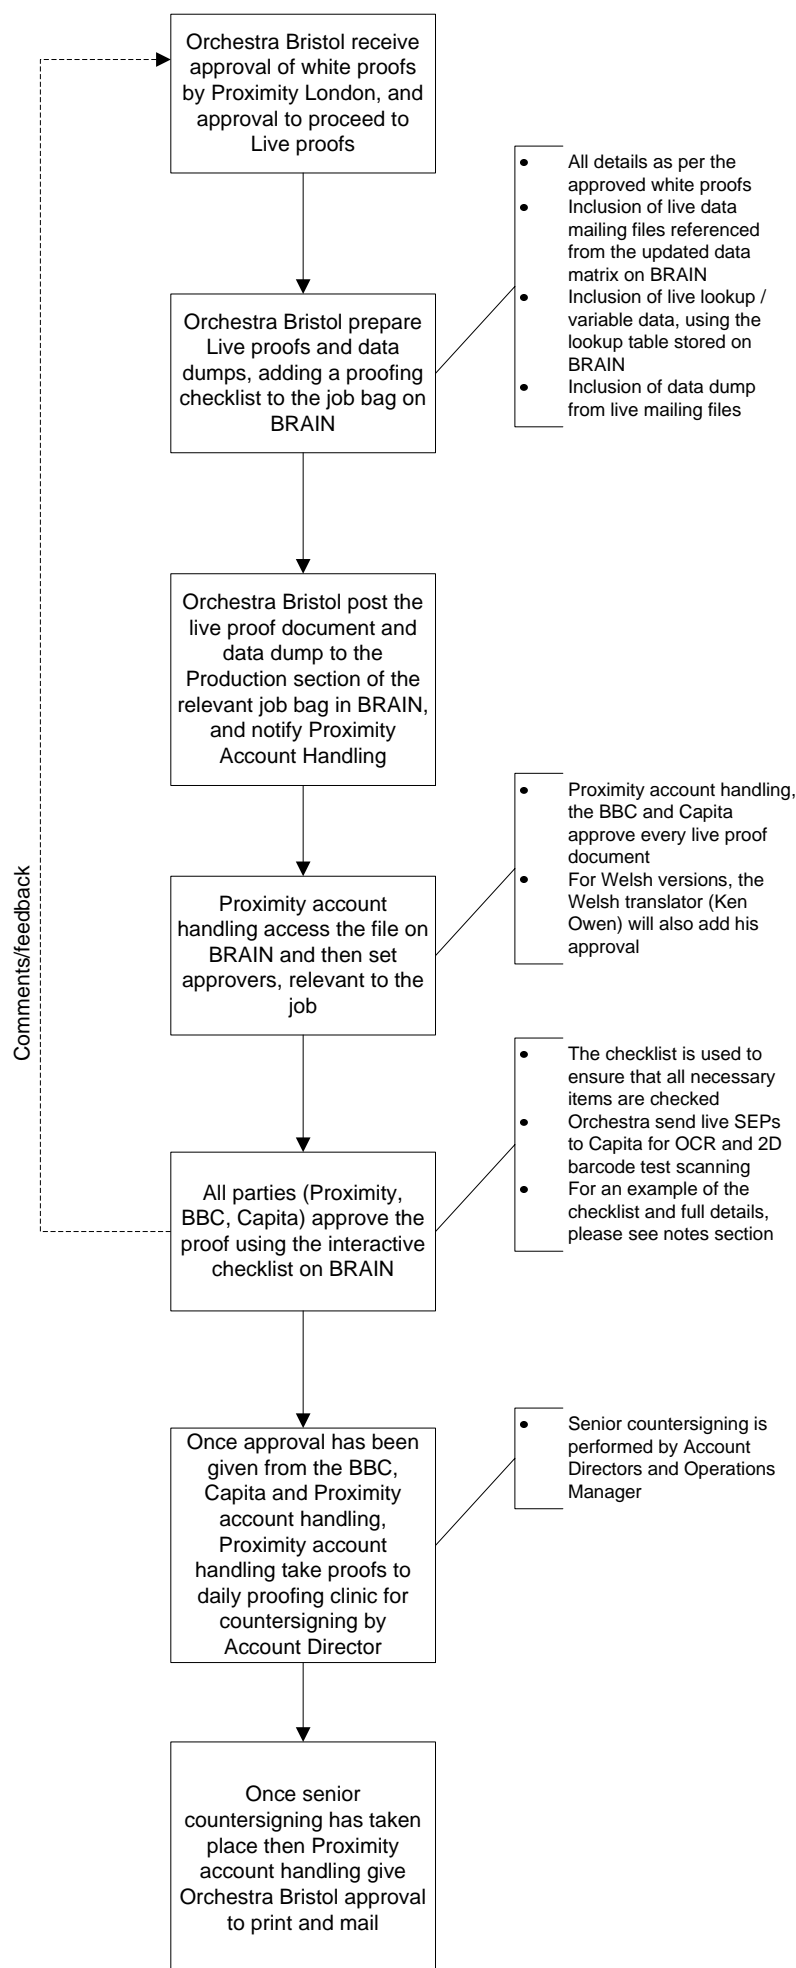 Orchestra Bristol receive
approval of white proofs
by Proximity London, and
approval to proceed to
Live proofs
• All details as per the
approved white proofs
• Inclusion of live data
mailing files referenced
from the updated data
matrix on BRAIN
• Inclusion of live lookup /
variable data, using the
lookup table stored on
BRAIN
• Inclusion of data dump
from live mailing files
Orchestra Bristol prepare
Live proofs and data
dumps, adding a proofing
checklist to the job bag on
BRAIN
Orchestra Bristol post the
live proof document and
data dump to the
Production section of the
relevant job bag in BRAIN,
and notify Proximity
Account Handling
• Proximity account handling,
the BBC and Capita
approve every live proof
document
• For Welsh versions, the
Welsh translator (Ken
Owen) will also add his
approval
Proximity account
handling access the file on
BRAIN and then set
approvers, relevant to the
job
Comments/feedback
• The checklist is used to
ensure that all necessary
items are checked
• Orchestra send live SEPs
to Capita for OCR and 2D
barcode test scanning
• For an example of the
checklist and full details,
please see notes section
All parties (Proximity,
BBC, Capita) approve the
proof using the interactive
checklist on BRAIN
• Senior countersigning is
performed by Account
Directors and Operations
Manager
Once approval has been
given from the BBC,
Capita and Proximity
account handling,
Proximity account
handling take proofs to
daily proofing clinic for
countersigning by
Account Director
Once senior
countersigning has taken
place then Proximity
account handling give
Orchestra Bristol approval
to print and mail